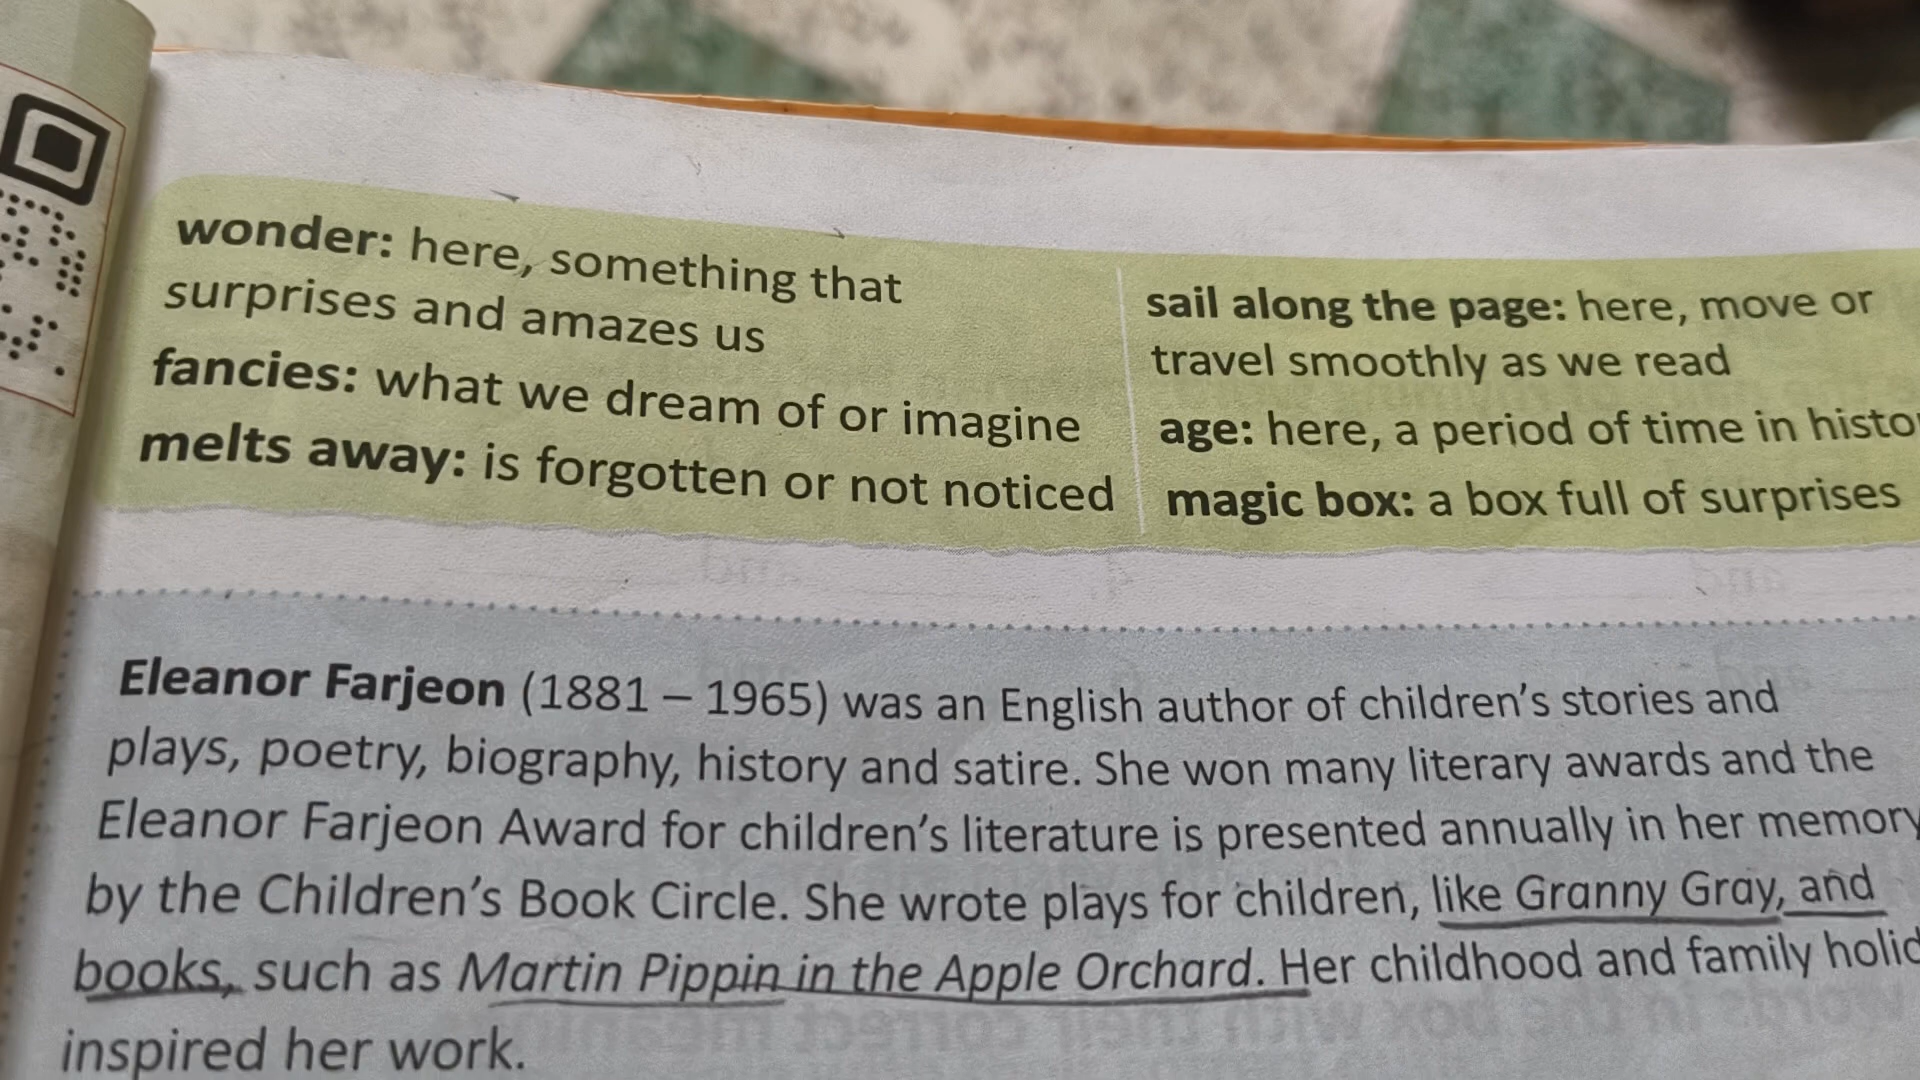 wonder: here, something that
surprises and amazes us
fancies: what we dream of or imagine
melts away: is forgotten or not noticed
sail along the page: here, move or
travel smoothly as we read
age: here, a period of time in
magic box: a box full of surprises
Eleanor Farjeon (1881 – 1965) was an English author of children’s stories and
plays, poetry, biography, history and satire. She won many literary awards and the
Eleanor Farjeon Award for children’s literature is presented annually in her memory
by the Children’s Book Circle. She wrote plays for children, like Granny Gray, and
books, such as Martin Pippin in the Apple Orchard. Her childhood and family
inspired her work.